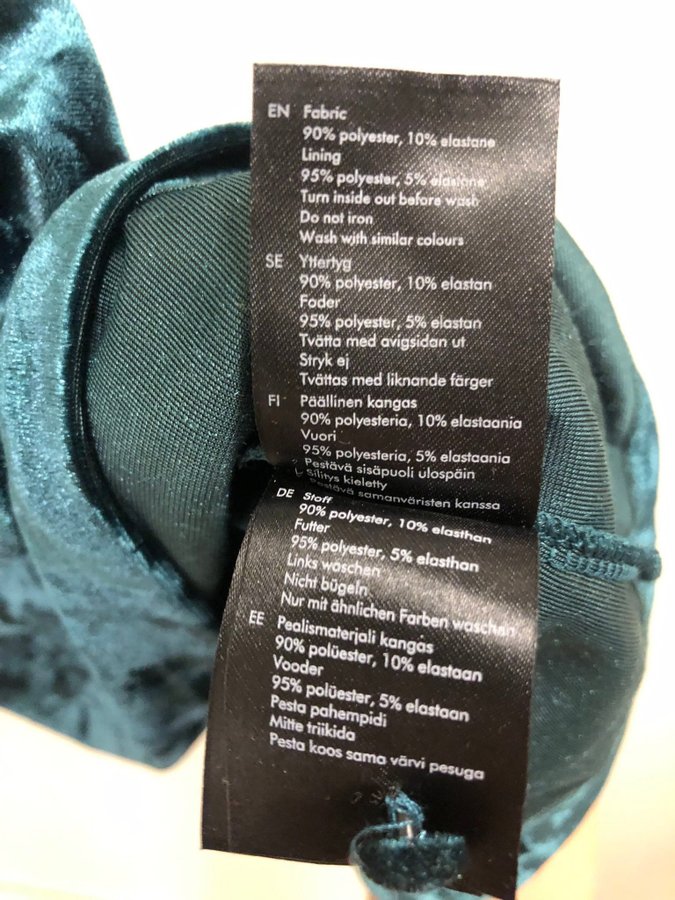 EN Fabric
90% polyester, 10% elastane
Lining
95% polyester, 5% elastane
Turn inside out before wash
Do not iron
Wash with similar colours
SE Yttertyg
90% polyester, 10% elastan
Foder
95% polyester, 5% elastan
Tvätta med avigsidan ut
Stryk ej
Tvättas med liknande färger
FI Päällinen kangas
90% polyesteria, 10% elastaania
Vuori
95% polyesteria, 5% elastaania
Pestävä sisäpuoli ulospäin
Silitys kielletty
Pestävä samanväristen kanssa
DE Stoff
90% polyester, 10% elasthan
Futter
95% polyester, 5% elasthan
Links waschen
Nicht bügeln
Nur mit ähnlichen Farben waschen
EE Pealismaterjali kangas
90% polüester, 10% elastaan
Vooder
95% polüester, 5% elastaan
Pesta pahempidi
Mitte triikida
Pesta koos sama värvi pesuga